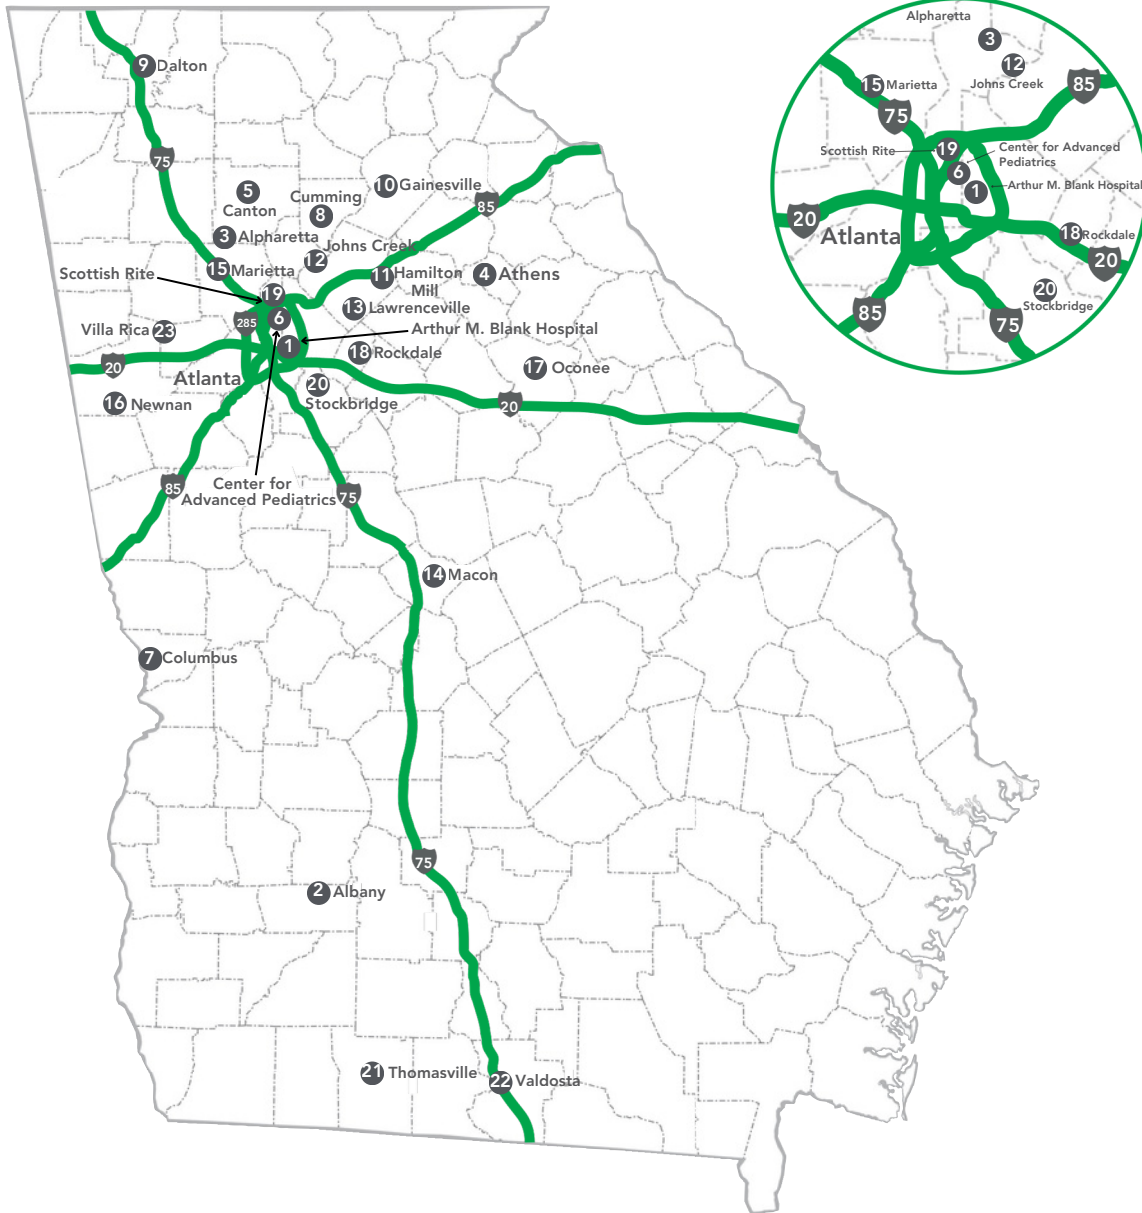 9 Dalton
75
5
Canton
Cumming
8
10 Gainesville
85
3 Alpharetta
Johns Creek
12
15 Marietta
Scottish Rite
19
11 Hamilton
Mill
4 Athens
13 Lawrenceville
6
285
Villa Rica 23
Arthur M. Blank Hospital
1
18 Rockdale
20
Atlanta
17 Oconee
20
Stockbridge
16 Newnan
20
85
Center for
Advanced Pediatrics
75
14 Macon
7 Columbus
75
2 Albany
21 Thomasville
22 Valdosta
Alpharetta
3
12
Johns Creek
15 Marietta
85
75
Scottish Rite
19
Center for Advanced
Pediatrics
6
1
Arthur M. Blank Hospital
20
Atlanta
18 Rockdale
20
20
Stockbridge
85
75